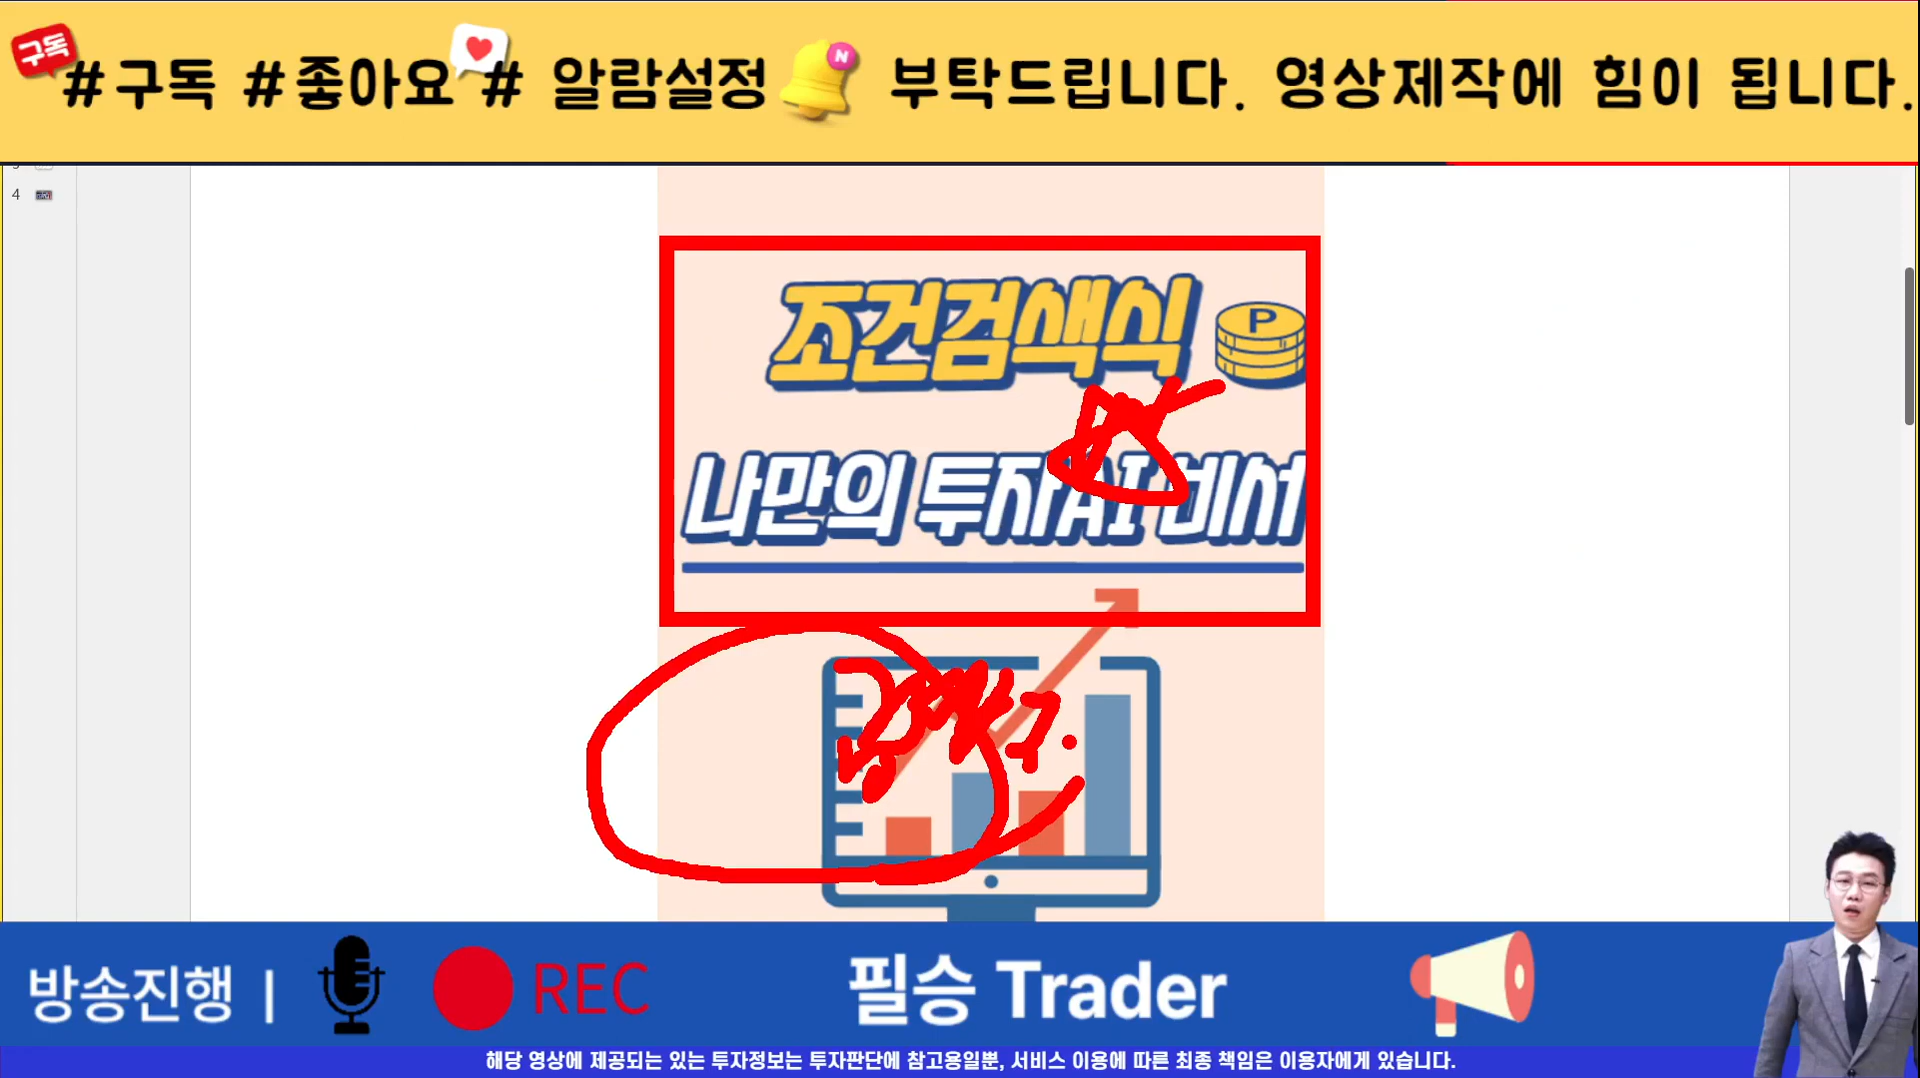 구독
#구독 #좋아요 # 알람설정 N 부탁드립니다. 영상제작에 힘이 됩니다.
4
조건검색식 P
나만의 투자AI 비서
방송진행 | REC 필승 Trader
해당 영상에 제공되는 있는 투자정보는 투자판단에 참고용일뿐, 서비스 이용에 따른 최종 책임은 이용자에게 있습니다.